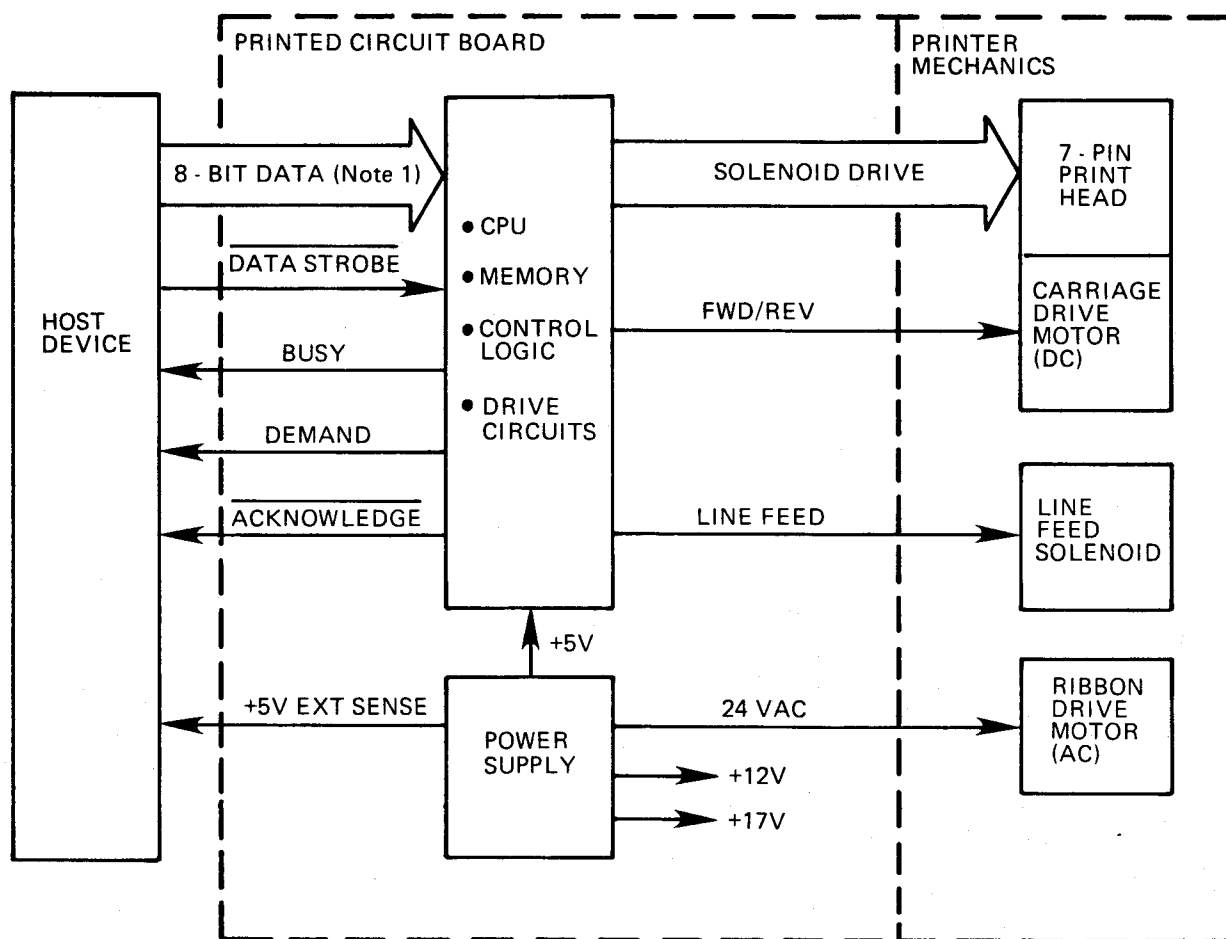 PRINTED CIRCUIT BOARD
PRINTER
MECHANICS
HOST
DEVICE
8 - BIT DATA (Note 1)
DATA STROBE
BUSY
DEMAND
ACKNOWLEDGE
+5V EXT SENSE
• CPU
• MEMORY
• CONTROL
LOGIC
• DRIVE
CIRCUITS
+5V
POWER
SUPPLY
SOLENOID DRIVE
FWD/REV
LINE FEED
24 VAC
+12V
+17V
7 - PIN
PRINT
HEAD
CARRIAGE
DRIVE
MOTOR
(DC)
LINE
FEED
SOLENOID
RIBBON
DRIVE
MOTOR
(AC)